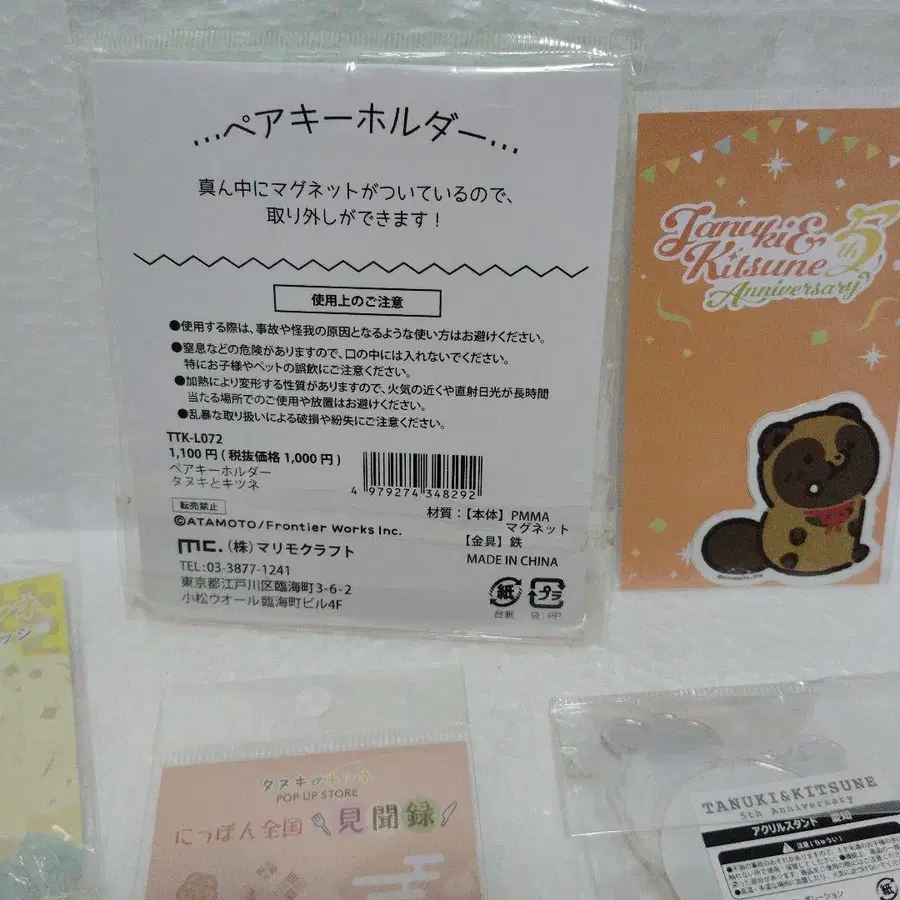 …ペアキーホルダー…
真ん中にマグネットがついているので、
取り外しができます！
使用上のご注意
●使用する際は、事故や怪我の原因となるような使い方はお避けください。
●窒息などの危険がありますので、口の中には入れないでください。
特にお子様やペットの誤飲にご注意ください。
●加熱により変形する性質がありますので、火気の近くや直射日光が長時間
当たる場所でのご使用や放置はお避けください。
●乱暴な取り扱いによる破損や紛失にご注意ください。
TTK-L072
1,100円(税抜価格1,000円)
ペアキーホルダー
タヌキとキツネ
4 979274 348292
転売禁止
©ATAMOTO/Frontier Works Inc.
材質：【本体】PMMA
マグネット
【金具】鉄
mc.(株)マリモクラフト
TEL:03-3877-1241
MADE IN CHINA
東京都江戸川区臨海町3-6-2
小松ウオール臨海町ビル4F
紙
プラ
台紙
袋：PP
Tanuki&
Kitsune 5th
Anniversary
タヌキとキツネ
POP UP STORE
にっぽん全国 見聞録
TANUKI&KITSUNE
5th Anniversary
アクリルスタント
注意(ちゅうい)
紙